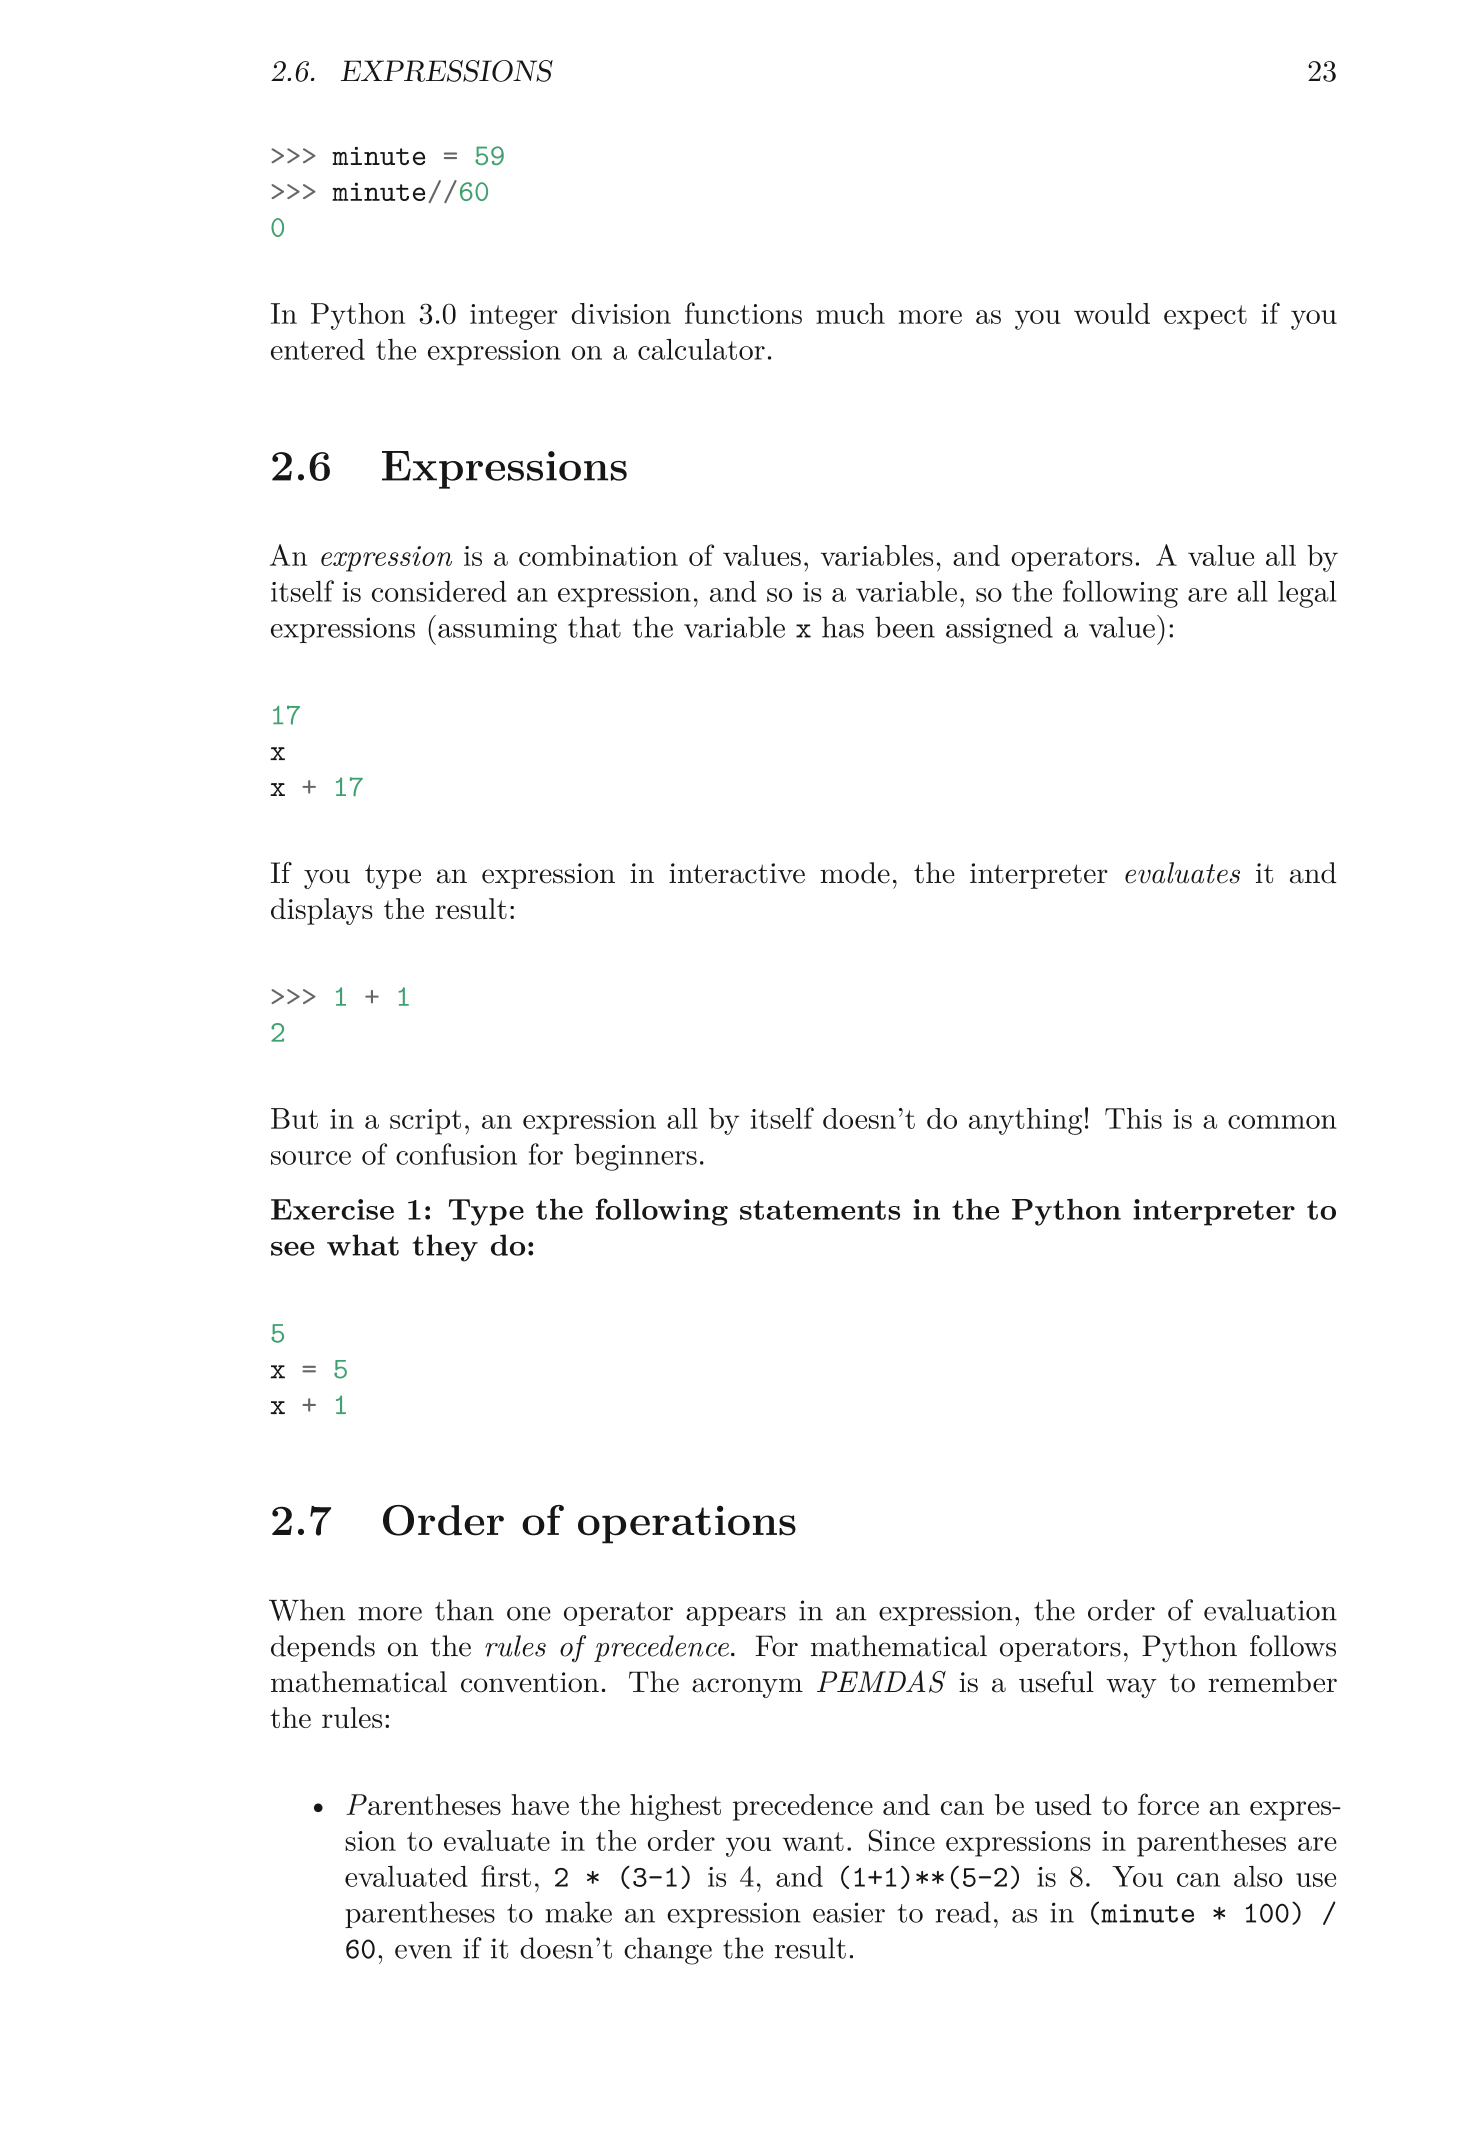 2.6. EXPRESSIONS 23
>>> minute = 59
>>> minute//60
0
In Python 3.0 integer division functions much more as you would expect if you
entered the expression on a calculator.
2.6 Expressions
An expression is a combination of values, variables, and operators. A value all by
itself is considered an expression, and so is a variable, so the following are all legal
expressions (assuming that the variable x has been assigned a value):
17
x
x + 17
If you type an expression in interactive mode, the interpreter evaluates it and
displays the result:
>>> 1 + 1
2
But in a script, an expression all by itself doesn't do anything! This is a common
source of confusion for beginners.
Exercise 1: Type the following statements in the Python interpreter to
see what they do:
5
x = 5
x + 1
2.7 Order of operations
When more than one operator appears in an expression, the order of evaluation
depends on the rules of precedence. For mathematical operators, Python follows
mathematical convention. The acronym PEMDAS is a useful way to remember
the rules:
• Parentheses have the highest precedence and can be used to force an expres-
sion to evaluate in the order you want. Since expressions in parentheses are
evaluated first, 2 * (3-1) is 4, and (1+1)**(5-2) is 8. You can also use
parentheses to make an expression easier to read, as in (minute * 100) /
60, even if it doesn't change the result.